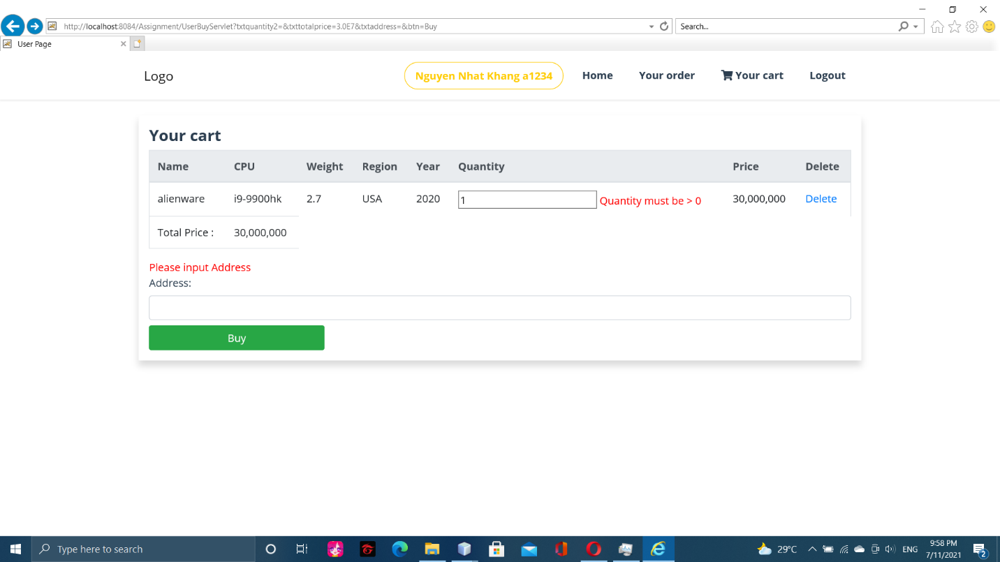 http://localhost:8084/Assignment/UserBuyServlet?txtquantity2=&txttotalprice=3.0E7&txtaddress=&btn=Buy
Search...
User Page
Logo
Nguyen Nhat Khang a1234
Home
Your order
Your cart
Logout
Your cart
Name CPU Weight Region Year Quantity Price Delete
alienware i9-9900hk 2.7 USA 2020 1 Quantity must be > 0 30,000,000 Delete
Total Price : 30,000,000
Please input Address
Address:
Buy
Type here to search
29°C
ENG
9:58 PM
7/11/2021
2